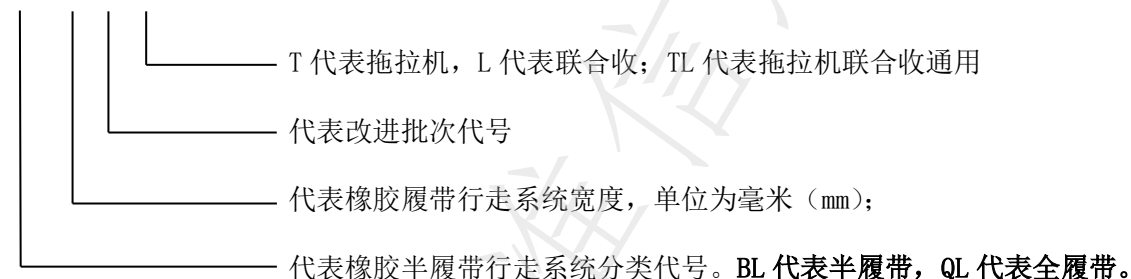 T 代表拖拉机，L 代表联合收；TL 代表拖拉机联合收通用
代表改进批次代号
代表橡胶履带行走系统宽度，单位为毫米（mm）；
代表橡胶半履带行走系统分类代号。BL 代表半履带，QL 代表全履带。